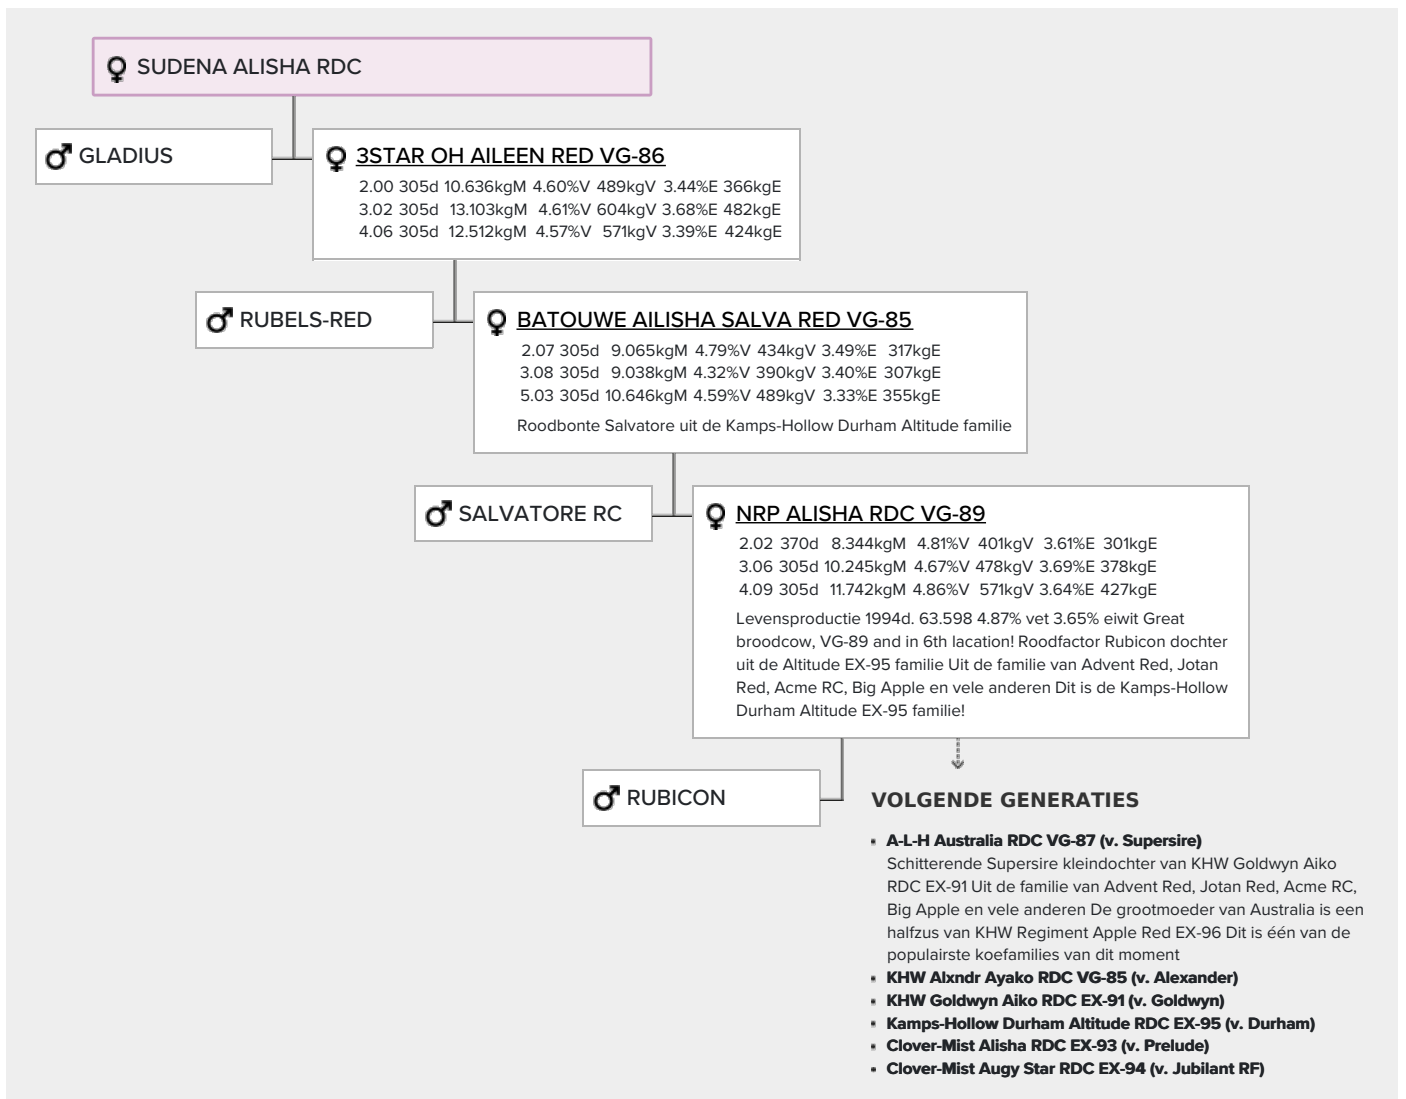 SUDENA ALISHA RDC
GLADIUS
3STAR OH AILEEN RED VG-86
2.00 305d 10.636kgM 4.60%V 489kgV 3.44%E 366kgE
3.02 305d 13.103kgM 4.61%V 604kgV 3.68%E 482kgE
4.06 305d 12.512kgM 4.57%V 571kgV 3.39%E 424kgE
RUBELS-RED
BATOUWE AILISHA SALVA RED VG-85
2.07 305d 9.065kgM 4.79%V 434kgV 3.49%E 317kgE
3.08 305d 9.038kgM 4.32%V 390kgV 3.40%E 307kgE
5.03 305d 10.646kgM 4.59%V 489kgV 3.33%E 355kgE
Roodbonte Salvatore uit de Kamps-Hollow Durham Altitude familie
SALVATORE RC
NRP ALISHA RDC VG-89
2.02 370d 8.344kgM 4.81%V 401kgV 3.61%E 301kgE
3.06 305d 10.245kgM 4.67%V 478kgV 3.69%E 378kgE
4.09 305d 11.742kgM 4.86%V 571kgV 3.64%E 427kgE
Levensproductie 1994d. 63.598 4.87% vet 3.65% eiwit Great
broodcow, VG-89 and in 6th lacation! Roodfactor Rubicon dochter
uit de Altitude EX-95 familie Uit de familie van Advent Red, Jotan
Red, Acme RC, Big Apple en vele anderen Dit is de Kamps-Hollow
Durham Altitude EX-95 familie!
RUBICON
VOLGENDE GENERATIES
A-L-H Australia RDC VG-87 (v. Supersire)
Schitterende Supersire kleindochter van KHW Goldwyn Aiko
RDC EX-91 Uit de familie van Advent Red, Jotan Red, Acme RC,
Big Apple en vele anderen De grootmoeder van Australia is een
halfzus van KHW Regiment Apple Red EX-96 Dit is één van de
populairste koefamilies van dit moment
KHW Alxndr Ayako RDC VG-85 (v. Alexander)
KHW Goldwyn Aiko RDC EX-91 (v. Goldwyn)
Kamps-Hollow Durham Altitude RDC EX-95 (v. Durham)
Clover-Mist Alisha RDC EX-93 (v. Prelude)
Clover-Mist Augy Star RDC EX-94 (v. Jubilant RF)